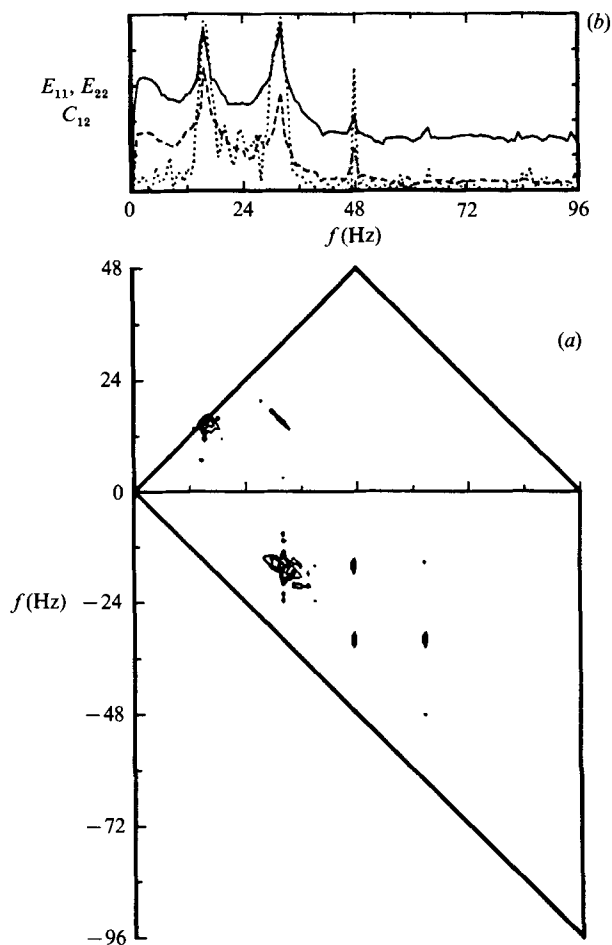 (b)
E₁₁, E₂₂
C₁₂
0 24 48 72 96
f(Hz)
48
(a)
24
0
f(Hz) −24
−48
−72
−96